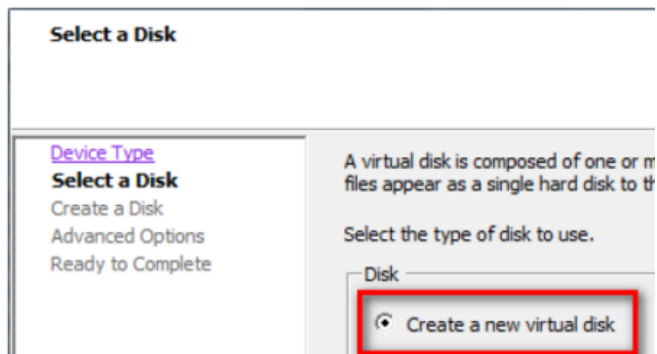 Select a Disk
Device Type
Select a Disk
Create a Disk
Advanced Options
Ready to Complete
A virtual disk is composed of one or
files appear as a single hard disk to
Select the type of disk to use.
Disk
Create a new virtual disk